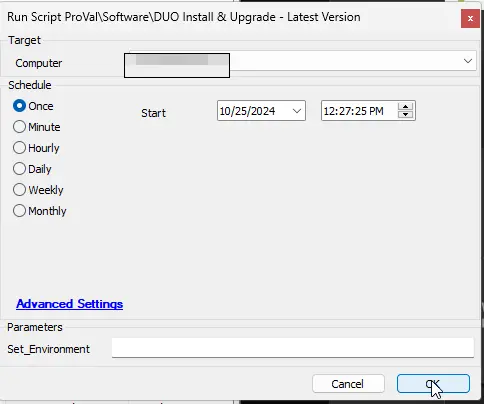 Run Script ProVal\Software\DUO Install & Upgrade - Latest Version
x
Target
Computer
Schedule
Once
Start
10/25/2024
12:27:25 PM
Minute
Hourly
Daily
Weekly
Monthly
Advanced Settings
Parameters
Set_Environment
Cancel
OK